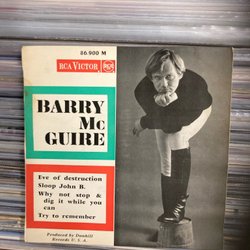 86.900 M
RCA VICTOR
RCA
BARRY
Mc
GUIRE
Eve of destruction
Sloop John B.
Why not stop &
dig it while you
can
Try to remember
Produced by Dunhill
Records U. S. A.